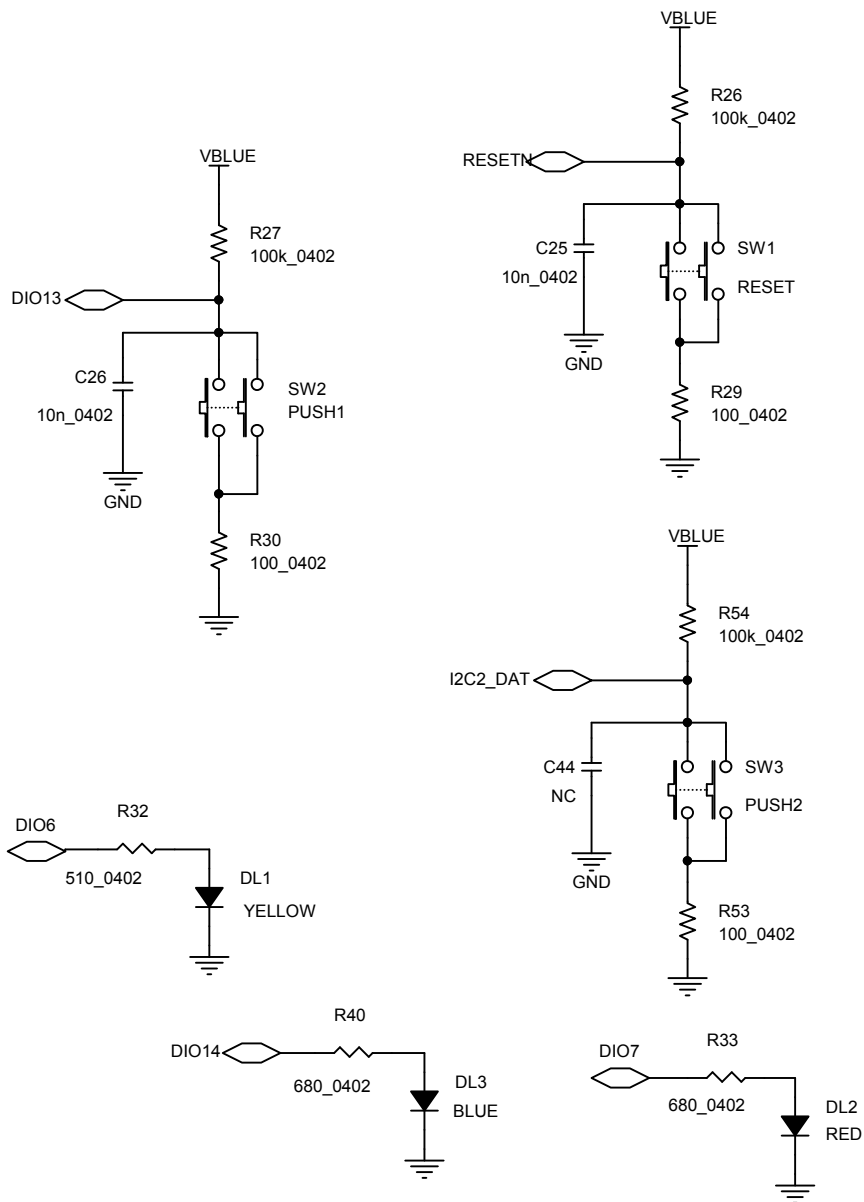 VBLUE
R26
100k_0402
RESETN
C25
10n_0402
SW1
RESET
GND
R29
100_0402
VBLUE
R27
100k_0402
DIO13
C26
10n_0402
SW2
PUSH1
GND
R30
100_0402
VBLUE
R54
100k_0402
I2C2_DAT
C44
NC
SW3
PUSH2
GND
R53
100_0402
DIO6
R32
510_0402
DL1
YELLOW
DIO14
R40
680_0402
DL3
BLUE
DIO7
R33
680_0402
DL2
RED